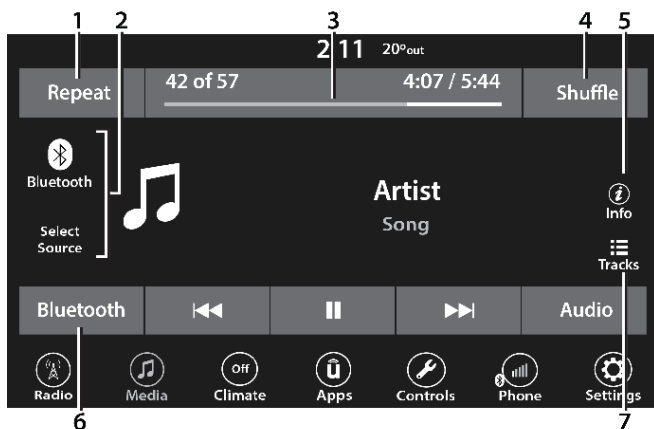 1 2 3 4 5
2 11 20° out
Repeat 42 of 57 4:07 / 5:44 Shuffle
Bluetooth
Select
Source
Artist
Song
i
Info
Tracks
Bluetooth Audio
Off û
Radio Media Climate Apps Controls Phone Settings
6 7